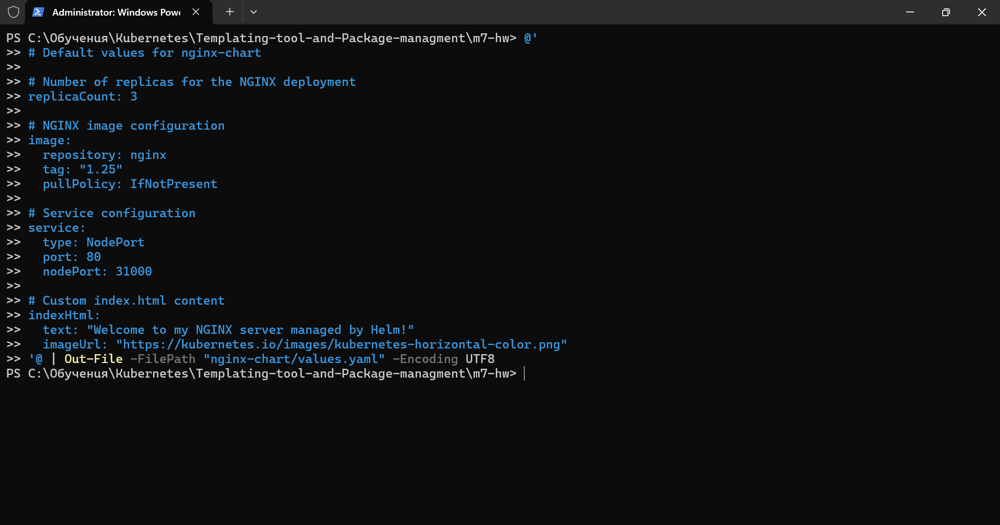 Administrator: Windows Powe
PS C:\Обучения\Kubernetes\Templating-tool-and-Package-managment\m7-hw> @'
>> # Default values for nginx-chart
>>
>> # Number of replicas for the NGINX deployment
>> replicaCount: 3
>>
>> # NGINX image configuration
>> image:
>>   repository: nginx
>>   tag: "1.25"
>>   pullPolicy: IfNotPresent
>>
>> # Service configuration
>> service:
>>   type: NodePort
>>   port: 80
>>   nodePort: 31000
>>
>> # Custom index.html content
>> indexHtml:
>>   text: "Welcome to my NGINX server managed by Helm!"
>>   imageUrl: "https://kubernetes.io/images/kubernetes-horizontal-color.png"
>> '@ | Out-File -FilePath "nginx-chart/values.yaml" -Encoding UTF8
PS C:\Обучения\Kubernetes\Templating-tool-and-Package-managment\m7-hw>